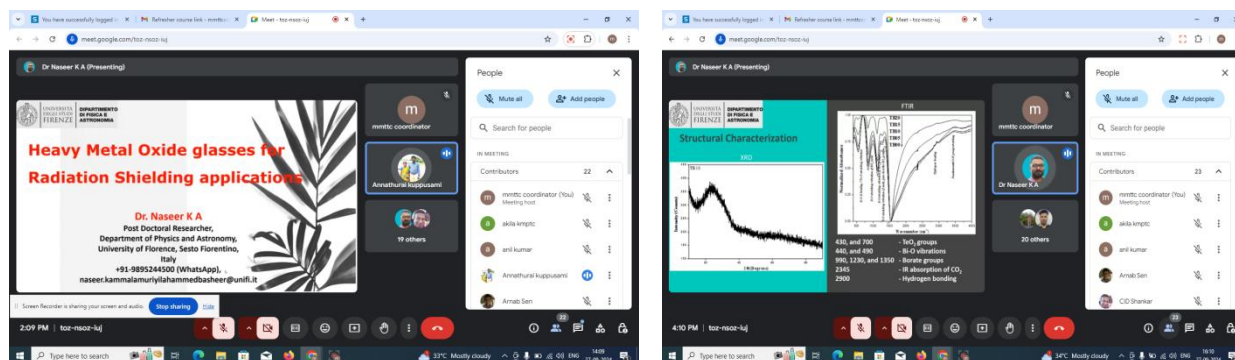 You have successfully logged i
Refresher course link - mmttc
Meet - toz-nsoz-iuj
meet.google.com/toz-nsoz-iuj
Dr Naseer K A (Presenting)
UNIVERSITÀ
DEGLI STUDI
FIRENZE
DIPARTIMENTO
DI FISICA E
ASTRONOMIA
Heavy Metal Oxide glasses for
Radiation Shielding applications
Dr. Naseer K A
Post Doctoral Researcher,
Department of Physics and Astronomy,
University of Florence, Sesto Fiorentino,
Italy
+91-9895244500 (WhatsApp),
naseer.kammalamuriyilahammedbasheer@unifi.it
m
mmttc coordinator
Annathurai kuppusami
19 others
People
Mute all
Add people
Search for people
IN MEETING
Contributors 22
m
mmttc coordinator (You)
Meeting host
a
akila kmptc
anil kumar
Annathurai kuppusami
Arnab Sen
Screen Recorder is sharing your screen and audio.
Stop sharing
Hide
2:09 PM | toz-nsoz-iuj
22
Type here to search
33°C Mostly cloudy
ENG
14:09
You have successfully logged i
Refresher course link - mmttc
Meet - toz-nsoz-iuj
meet.google.com/toz-nsoz-iuj
Dr Naseer K A (Presenting)
UNIVERSITÀ
DEGLI STUDI
FIRENZE
DIPARTIMENTO
DI FISICA E
ASTRONOMIA
Structural Characterization
XRD
Intensity (Counts)
FTIR
Normalized Absorbance
Wavenumber cm-1
430, and 700 - TeO2 groups
440, and 490 - Bi-O vibrations
990, 1230, and 1350 - Borate groups
2345 - IR absorption of CO2
2900 - Hydrogen bonding
m
mmttc coordinator
Dr Naseer K A
20 others
People
Mute all
Add people
Search for people
IN MEETING
Contributors 23
m
mmttc coordinator (You)
Meeting host
a
akila kmptc
anil kumar
Arnab Sen
CID Shankar
4:10 PM | toz-nsoz-iuj
23
Type here to search
34°C Mostly cloudy
ENG
16:10